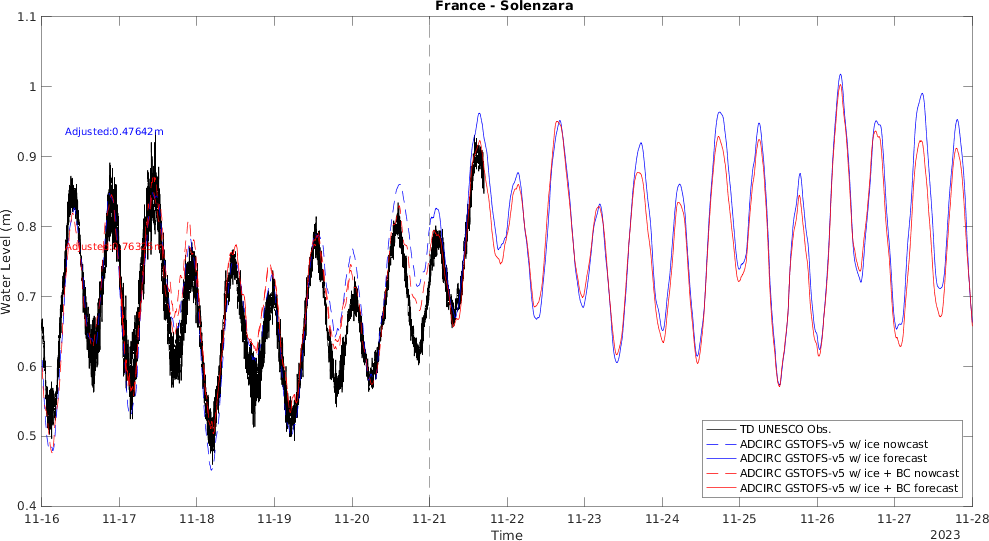 France - Solenzara
1.1
1
0.9
0.8
0.7
0.6
0.5
0.4
Water Level (m)
Adjusted:0.47642m
11-16
11-17
11-18
11-19
11-20
11-21
11-22
11-23
11-24
11-25
11-26
11-27
11-28
Time
2023
TD UNESCO Obs.
ADCIRC GSTOFS-v5 w/ ice nowcast
ADCIRC GSTOFS-v5 w/ ice forecast
ADCIRC GSTOFS-v5 w/ ice + BC nowcast
ADCIRC GSTOFS-v5 w/ ice + BC forecast